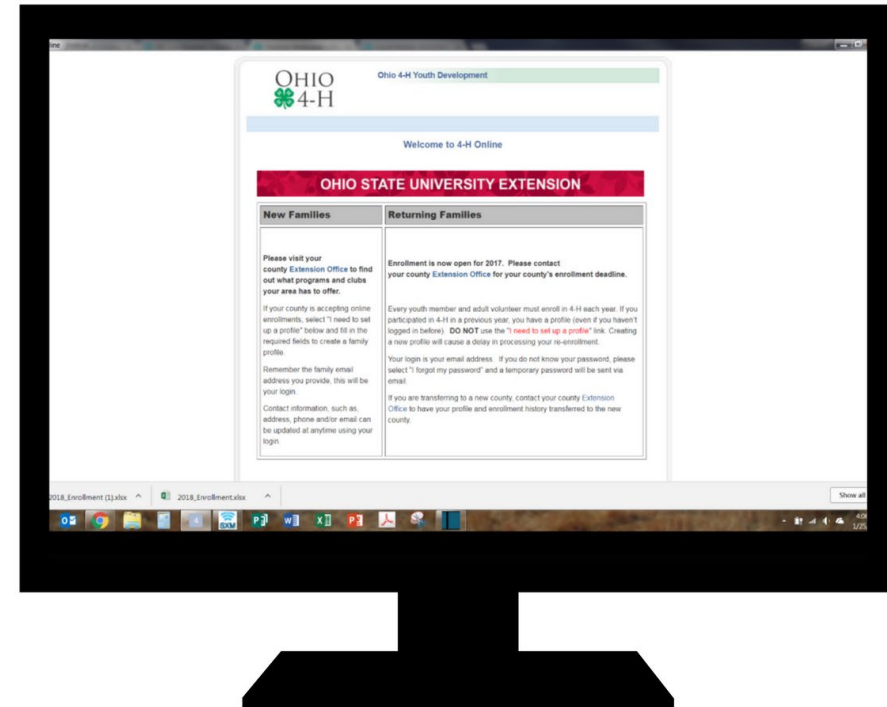 ine
OHIO
4-H
Ohio 4-H Youth Development
Welcome to 4-H Online
OHIO STATE UNIVERSITY EXTENSION
New Families
Please visit your
county Extension Office to find
out what programs and clubs
your area has to offer.
If your county is accepting online
enrollments, select "I need to set
up a profile" below and fill in the
required fields to create a family
profile.
Remember the family email
address you provide, this will be
your login.
Contact information, such as,
address, phone and/or email can
be updated at anytime using your
login.
Returning Families
Enrollment is now open for 2017. Please contact
your county Extension Office for your county's enrollment deadline.
Every youth member and adult volunteer must enroll in 4-H each year. If you
participated in 4-H in a previous year, you have a profile (even if you haven't
logged in before). DO NOT use the "I need to set up a profile" link. Creating
a new profile will cause a delay in processing your re-enrollment.
Your login is your email address. If you do not know your password, please
select "I forgot my password" and a temporary password will be sent via
email.
If you are transferring to a new county, contact your county Extension
Office to have your profile and enrollment history transferred to the new
county.
2018_Enrollment (1).xlsx
2018_Enrollment.xlsx
Show all
SXM
4:06
1/25